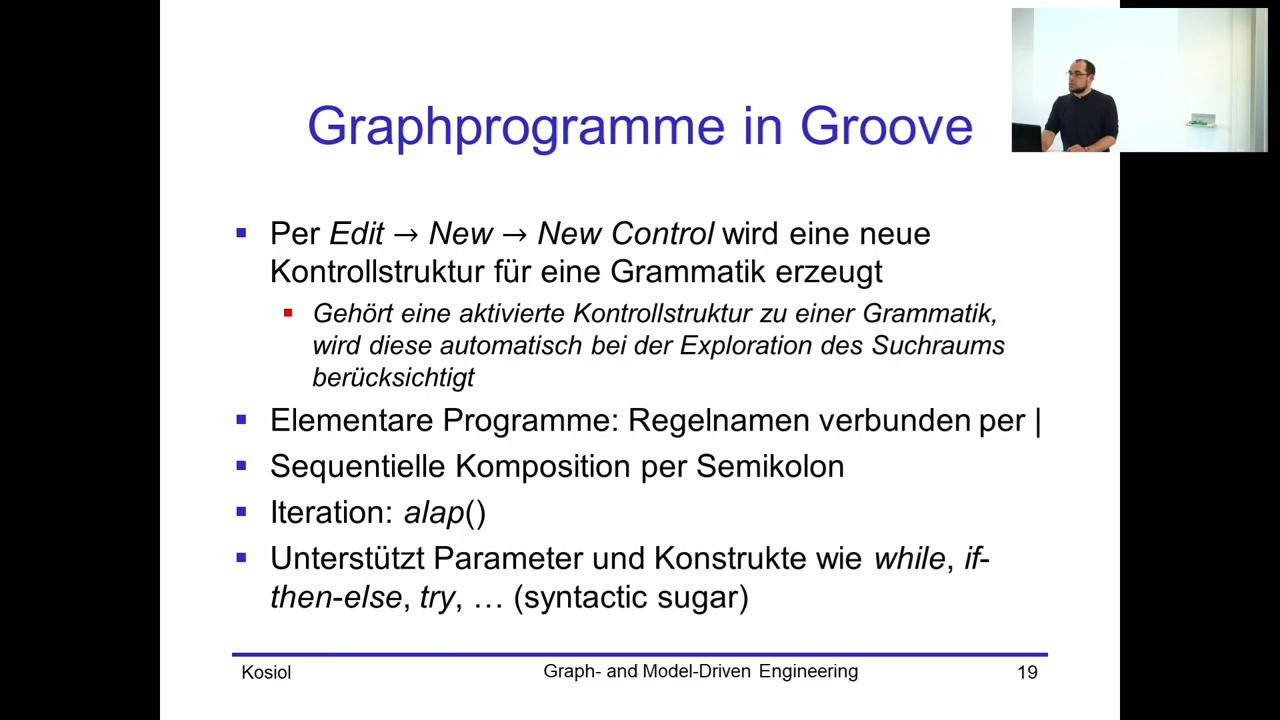 Graphprogramme in Groove
▪ Per Edit → New → New Control wird eine neue
Kontrollstruktur für eine Grammatik erzeugt
▪ Gehört eine aktivierte Kontrollstruktur zu einer Grammatik,
wird diese automatisch bei der Exploration des Suchraums
berücksichtigt
▪ Elementare Programme: Regelnamen verbunden per |
▪ Sequentielle Komposition per Semikolon
▪ Iteration: alap()
▪ Unterstützt Parameter und Konstrukte wie while, if-
then-else, try, … (syntactic sugar)
Kosiol Graph- and Model-Driven Engineering 19